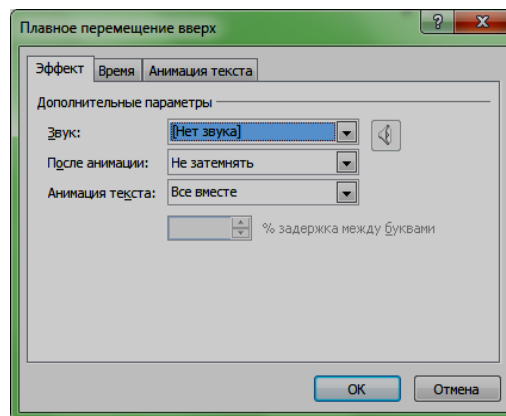 Плавное перемещение вверх
Эффект Время Анимация текста
Дополнительные параметры
Звук: [Нет звука]
После анимации: Не затемнять
Анимация текста: Все вместе
% задержка между буквами
ОК Отмена